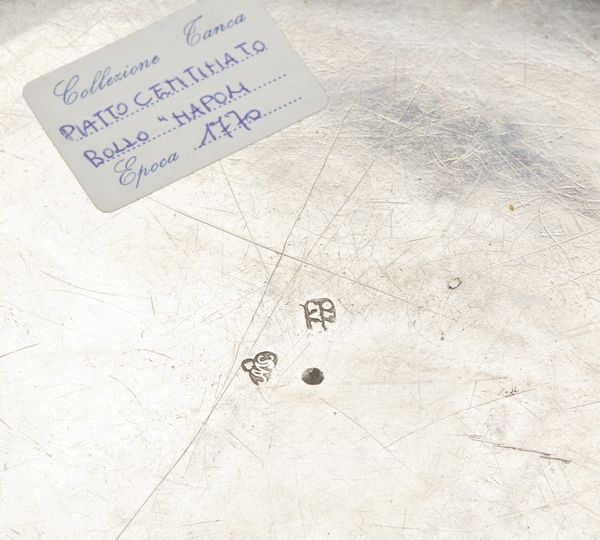 Collezione Tanca
PIATTO CENTINATO
BOLLO "NAPOLI
Epoca 1770